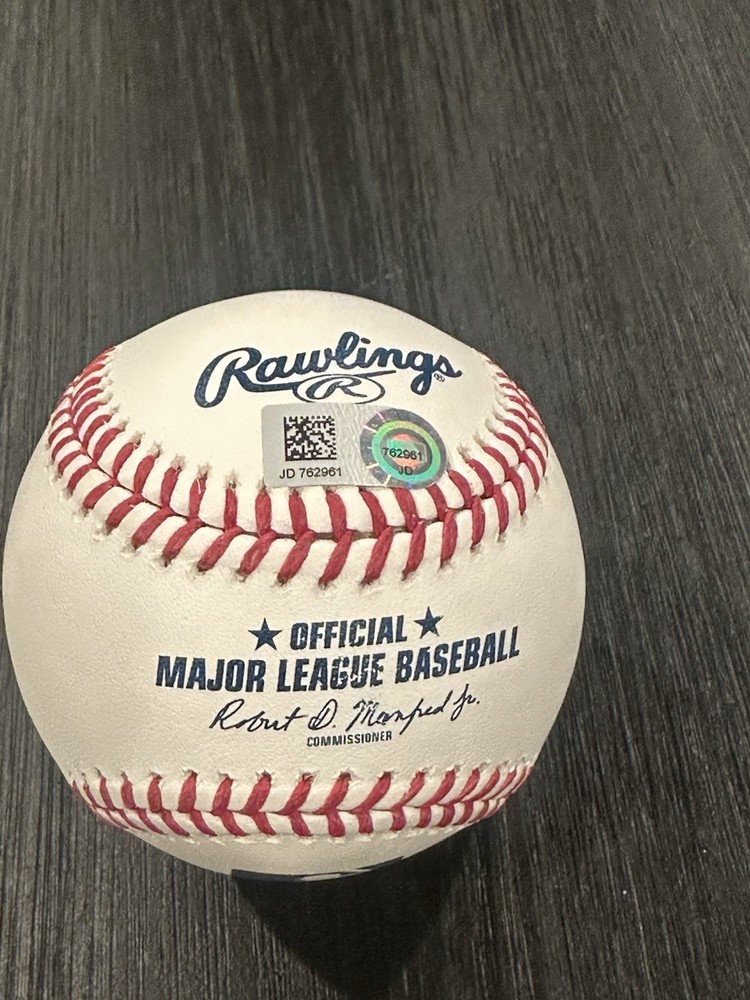 Rawlings®
R
JD 762961
762961
JD
★ OFFICIAL ★
MAJOR LEAGUE BASEBALL
Robert D. Manfred Jr.
COMMISSIONER